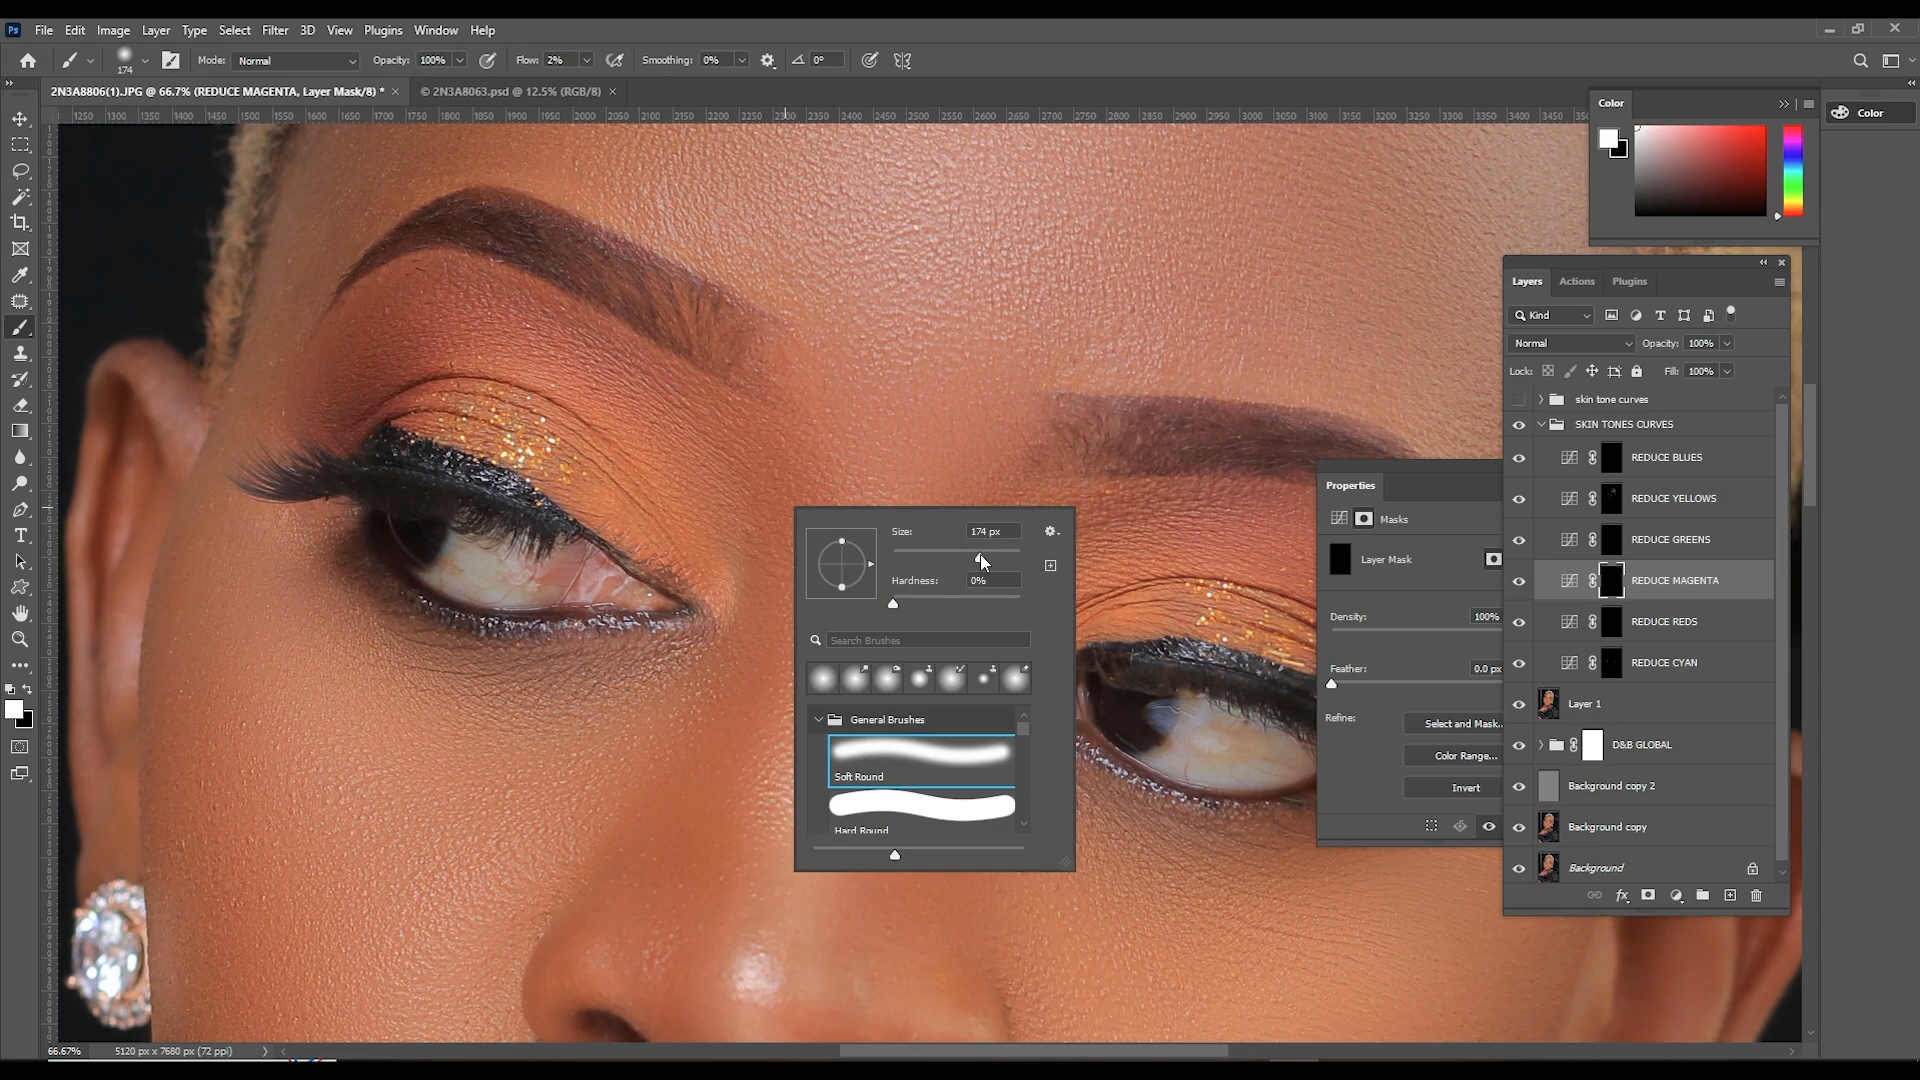 Ps File Edit Image Layer Type Select Filter 3D View Plugins Window Help
174 Mode: Normal Opacity: 100% Flow: 2% Smoothing: 0% 0°
2N3A8806(1).JPG @ 66.7% (REDUCE MAGENTA, Layer Mask/8) * × © 2N3A8063.psd @ 12.5% (RGB/8) ×
1250 1300 1350 1400 1450 1500 1550 1600 1650 1700 1750 1800 1850 1900 1950 2000 2050 2100 2150 2200 2250 2300 2350 2400 2450 2500 2550 2600 2650 2700 2750 2800 2850 2900 2950 3000 3050 3100 3150 3200 3250 3300 3350 3400 3450
Color
Color
Layers Actions Plugins
Kind
Normal Opacity: 100%
Lock: Fill: 100%
skin tone curves
SKIN TONES CURVES
REDUCE BLUES
REDUCE YELLOWS
REDUCE GREENS
REDUCE MAGENTA
REDUCE REDS
REDUCE CYAN
Layer 1
D&B GLOBAL
Background copy 2
Background copy
Background
Properties
Masks
Layer Mask
Density: 100%
Feather: 0.0 px
Refine: Select and Mask..
Color Range...
Invert
Size: 174 px
Hardness: 0%
Search Brushes
General Brushes
Soft Round
Hard Round
66.67% 5120 px x 7680 px (72 ppi)